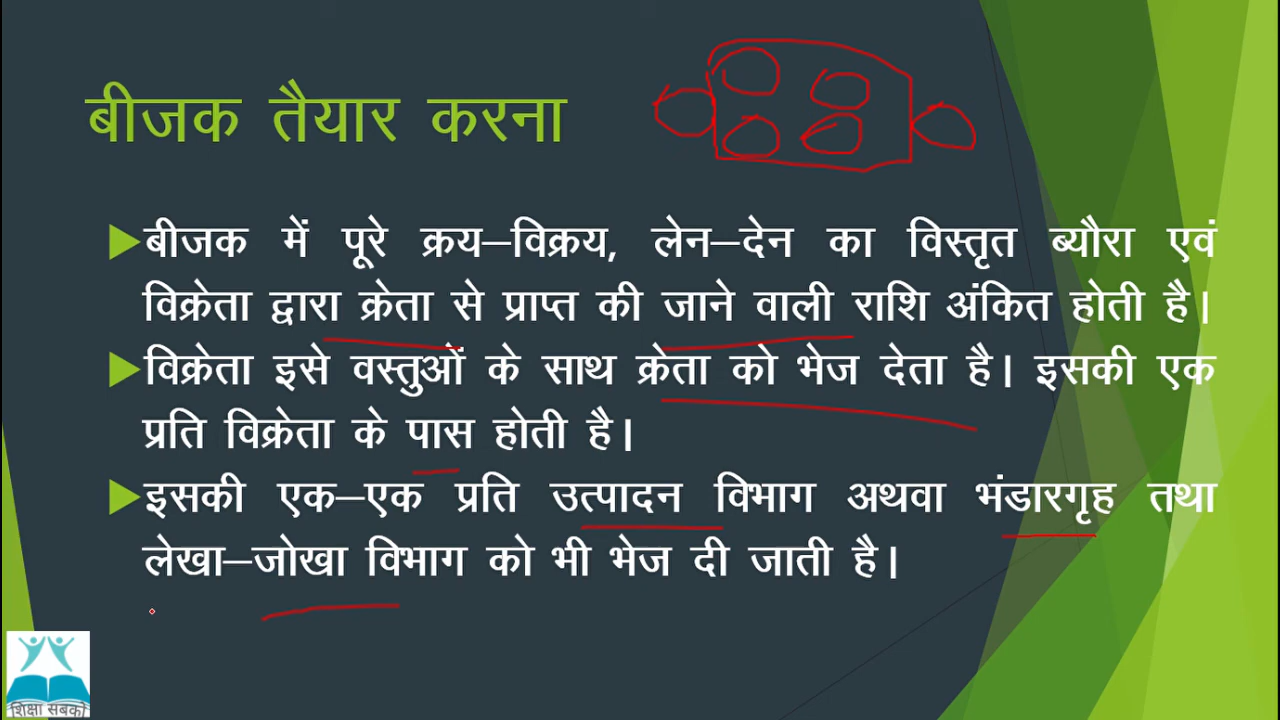 बीजक तैयार करना
बीजक में पूरे क्रय–विक्रय, लेन–देन का विस्तृत ब्यौरा एवं
विक्रेता द्वारा क्रेता से प्राप्त की जाने वाली राशि अंकित होती है।
विक्रेता इसे वस्तुओं के साथ क्रेता को भेज देता है। इसकी एक
प्रति विक्रेता के पास होती है।
इसकी एक–एक प्रति उत्पादन विभाग अथवा भंडारगृह तथा
लेखा–जोखा विभाग को भी भेज दी जाती है।
शिक्षा सबको